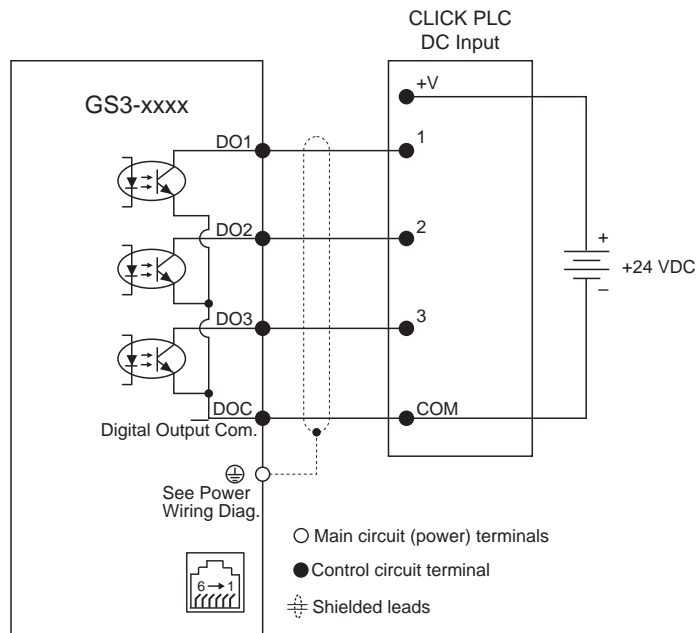 CLICK PLC
DC Input
GS3-xxxx
+V
DO1
1
DO2
2
+
+24 VDC
–
DO3
3
DOC
COM
Digital Output Com.
See Power
Wiring Diag.
6→1
Main circuit (power) terminals
Control circuit terminal
Shielded leads